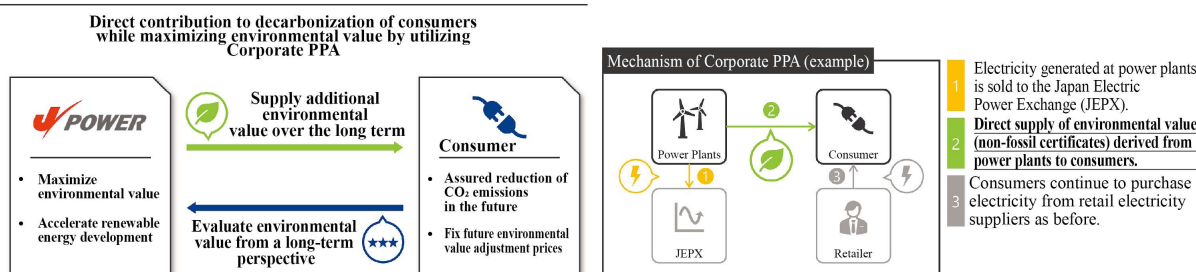 Direct contribution to decarbonization of consumers
while maximizing environmental value by utilizing
Corporate PPA
J POWER
• Maximize
environmental value
• Accelerate renewable
energy development
Supply additional
environmental
value over the long term
Evaluate environmental
value from a long-term
perspective
Consumer
• Assured reduction of
CO₂ emissions
in the future
• Fix future environmental
value adjustment prices
Mechanism of Corporate PPA (example)
Power Plants
2
Consumer
1
3
JEPX
Retailer
1
Electricity generated at power plants
is sold to the Japan Electric
Power Exchange (JEPX).
2
Direct supply of environmental value
(non-fossil certificates) derived from
power plants to consumers.
3
Consumers continue to purchase
electricity from retail electricity
suppliers as before.